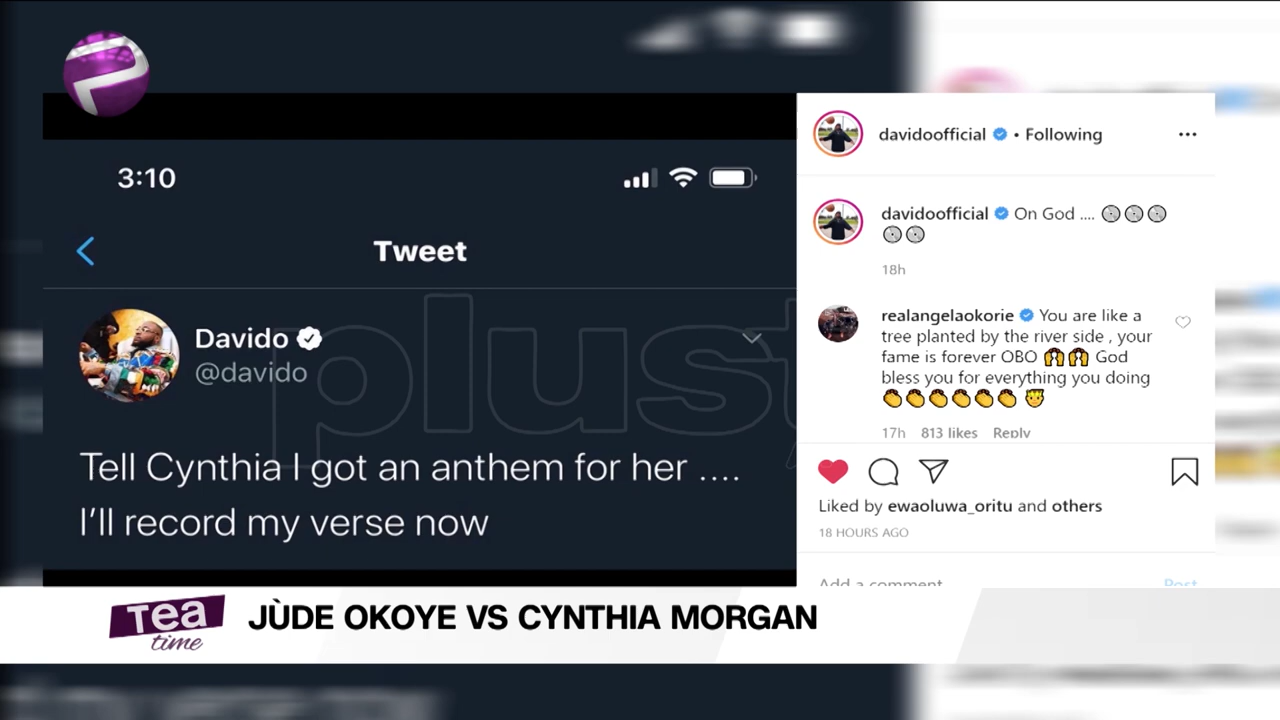 3:10
Tweet
Davido
@davido
plus
Tell Cynthia I got an anthem for her ....
I'll record my verse now
davidoofficial • Following
davidoofficial On God ....
18h
realangelaokorie You are like a
tree planted by the river side , your
fame is forever OBO 🙌🙌 God
bless you for everything you doing
👏👏👏👏👏👏 🤴
17h 813 likes Reply
Liked by ewaoluwa_oritu and others
18 HOURS AGO
Add a comment
Post
Tea
time
JÙDE OKOYE VS CYNTHIA MORGAN